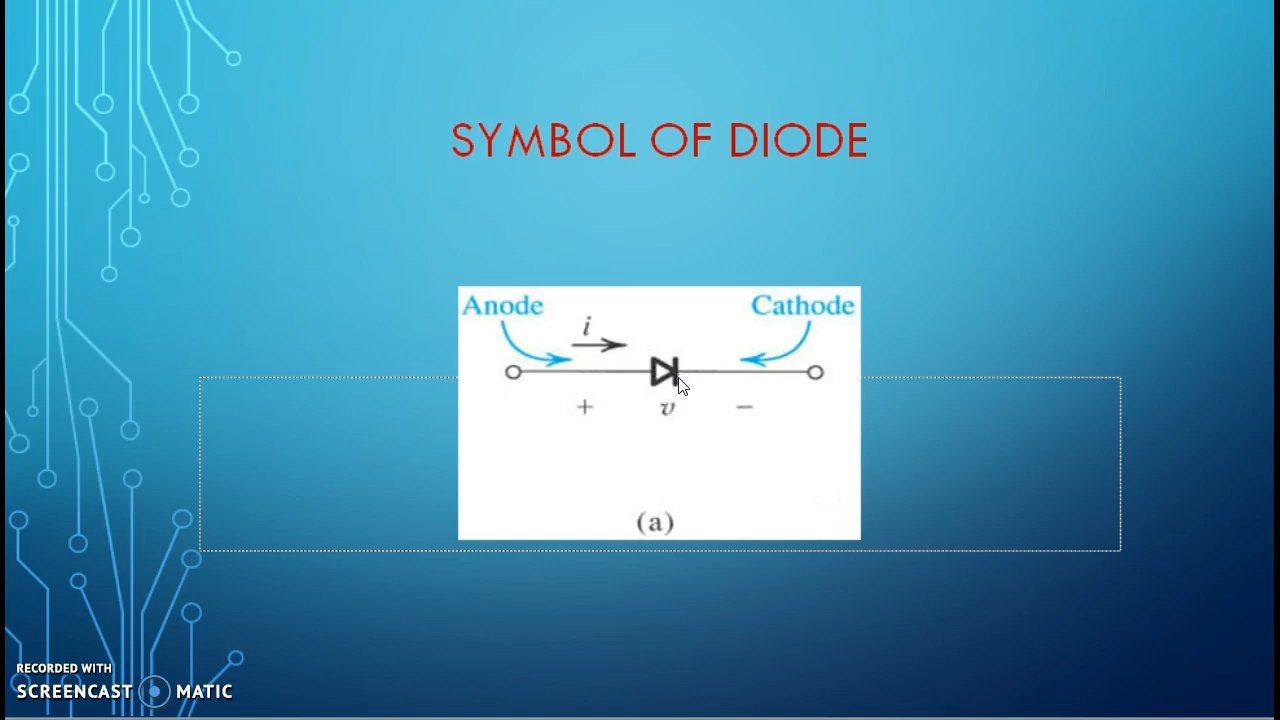 SYMBOL OF DIODE
Anode Cathode
i
+ v −
(a)
RECORDED WITH
SCREENCAST MATIC